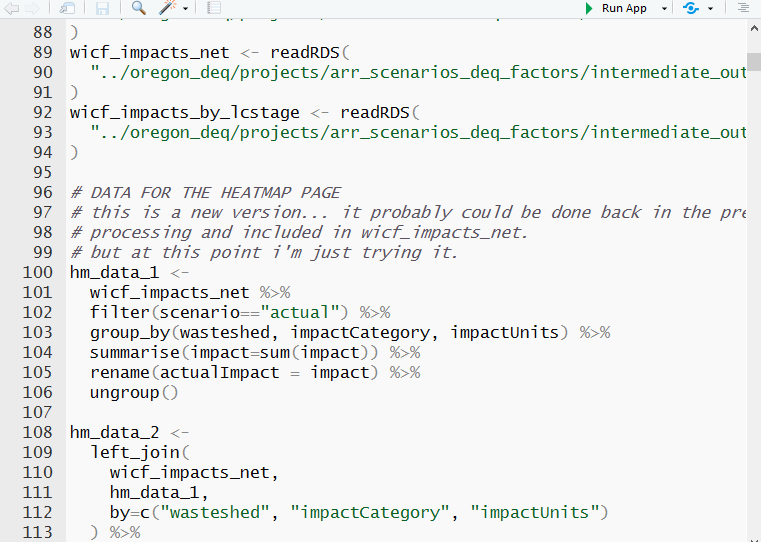 Run App
88 )
89 wicf_impacts_net <- readRDS(
90   "../oregon_deq/projects/arr_scenarios_deq_factors/intermediate_out
91 )
92 wicf_impacts_by_lcstage <- readRDS(
93   "../oregon_deq/projects/arr_scenarios_deq_factors/intermediate_out
94 )
95
96 # DATA FOR THE HEATMAP PAGE
97 # this is a new version... it probably could be done back in the pre
98 # processing and included in wicf_impacts_net.
99 # but at this point i'm just trying it.
100 hm_data_1 <-
101   wicf_impacts_net %>%
102   filter(scenario=="actual") %>%
103   group_by(wasteshed, impactCategory, impactUnits) %>%
104   summarise(impact=sum(impact)) %>%
105   rename(actualImpact = impact) %>%
106   ungroup()
107
108 hm_data_2 <-
109   left_join(
110     wicf_impacts_net,
111     hm_data_1,
112     by=c("wasteshed", "impactCategory", "impactUnits")
113   ) %>%